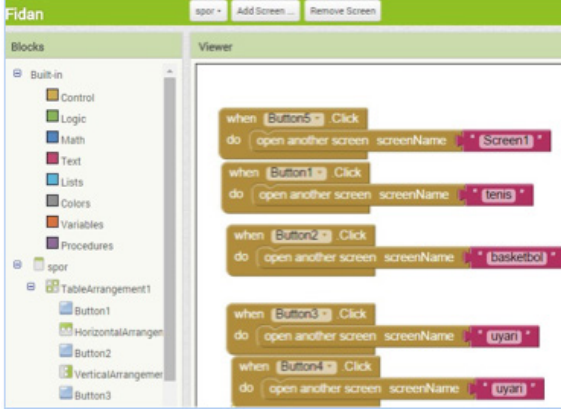 Fidan
spor
Add Screen ...
Remove Screen
Blocks
Viewer
Built-in
Control
Logic
Math
Text
Lists
Colors
Variables
Procedures
spor
TableArrangement1
Button1
HorizontalArrangen
Button2
VerticalArrangemer
Button3
when Button5 .Click
do open another screen screenName " Screen1 "
when Button1 .Click
do open another screen screenName " tenis "
when Button2 .Click
do open another screen screenName " basketbol "
when Button3 .Click
do open another screen screenName " uyari "
when Button4 .Click
do open another screen screenName " uyari "